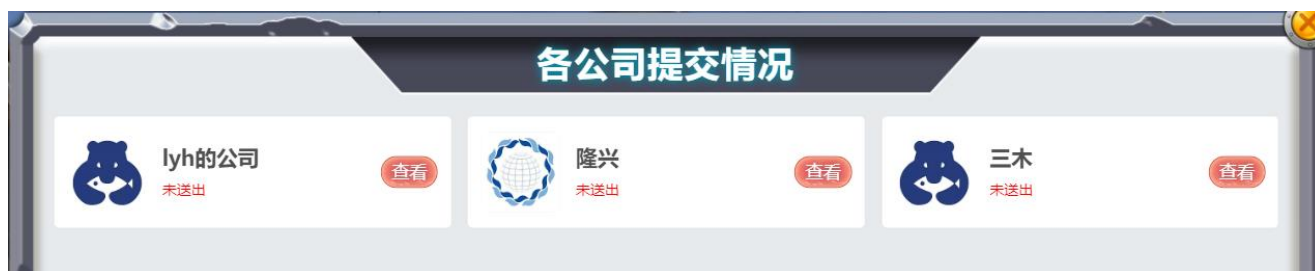 各公司提交情况
lyh的公司
未送出
查看
隆兴
未送出
查看
三木
未送出
查看